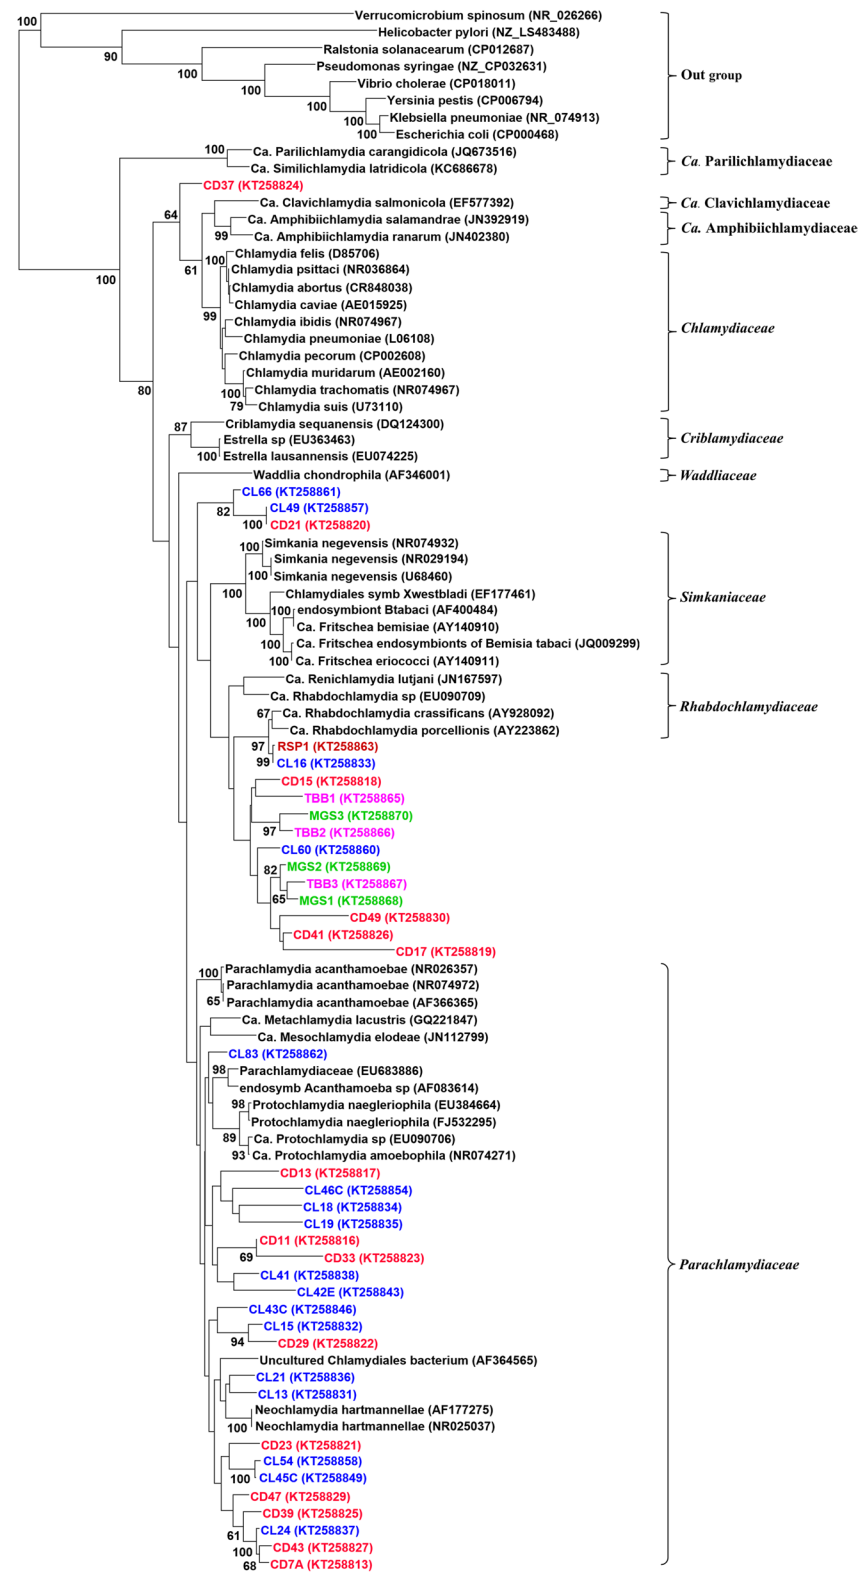 Verrucomicrobium spinosum (NR_026266)
100
Helicobacter pylori (NZ_LS483488)
90
Ralstonia solanacearum (CP012687)
100
Pseudomonas syringae (NZ_CP032631)
Out group
Vibrio cholerae (CP018011)
100
Yersinia pestis (CP006794)
100
Klebsiella pneumoniae (NR_074913)
100
Escherichia coli (CP000468)
100
Ca. Parilichlamydia carangidicola (JQ673516)
Ca. Parilichlamydiaceae
Ca. Similichlamydia latridicola (KC686678)
CD37 (KT258824)
64
Ca. Clavichlamydia salmonicola (EF577392)
Ca. Clavichlamydiaceae
Ca. Amphibiichlamydia salamandrae (JN392919)
Ca. Amphibiichlamydiaceae
99
Ca. Amphibiichlamydia ranarum (JN402380)
Chlamydia felis (D85706)
100
61
Chlamydia psittaci (NR036864)
100
Chlamydia abortus (CR848038)
Chlamydia caviae (AE015925)
99
Chlamydia ibidis (NR074967)
Chlamydiaceae
Chlamydia pneumoniae (L06108)
Chlamydia pecorum (CP002608)
Chlamydia muridarum (AE002160)
80
100
Chlamydia trachomatis (NR074967)
79
Chlamydia suis (U73110)
Criblamydia sequanensis (DQ124300)
87
Estrella sp (EU363463)
Criblamydiaceae
100
Estrella lausannensis (EU074225)
Waddlia chondrophila (AF346001)
Waddliaceae
CL66 (KT258861)
82
CL49 (KT258857)
100
CD21 (KT258820)
Simkania negevensis (NR074932)
100
Simkania negevensis (NR029194)
100
Simkania negevensis (U68460)
100
Chlamydiales symb Xwestbladi (EF177461)
Simkaniaceae
100
endosymbiont Btabaci (AF400484)
100
Ca. Fritschea bemisiae (AY140910)
100
Ca. Fritschea endosymbionts of Bemisia tabaci (JQ009299)
100
Ca. Fritschea eriococci (AY140911)
Ca. Renichlamydia lutjani (JN167597)
Ca. Rhabdochlamydia sp (EU090709)
Rhabdochlamydiaceae
67
Ca. Rhabdochlamydia crassificans (AY928092)
Ca. Rhabdochlamydia porcellionis (AY223862)
97
RSP1 (KT258863)
99
CL16 (KT258833)
CD15 (KT258818)
TBB1 (KT258865)
MGS3 (KT258870)
97
TBB2 (KT258866)
CL60 (KT258860)
82
MGS2 (KT258869)
TBB3 (KT258867)
65
MGS1 (KT258868)
CD49 (KT258830)
CD41 (KT258826)
CD17 (KT258819)
Parachlamydia acanthamoebae (NR026357)
100
Parachlamydia acanthamoebae (NR074972)
65
Parachlamydia acanthamoebae (AF366365)
Ca. Metachlamydia lacustris (GQ221847)
Ca. Mesochlamydia elodeae (JN112799)
CL83 (KT258862)
98
Parachlamydiaceae (EU683886)
endosymb Acanthamoeba sp (AF083614)
98
Protochlamydia naegleriophila (EU384664)
Protochlamydia naegleriophila (FJ532295)
89
Ca. Protochlamydia sp (EU090706)
93
Ca. Protochlamydia amoebophila (NR074271)
CD13 (KT258817)
CL46C (KT258854)
CL18 (KT258834)
CL19 (KT258835)
CD11 (KT258816)
69
CD33 (KT258823)
Parachlamydiaceae
CL41 (KT258838)
CL42E (KT258843)
CL43C (KT258846)
CL15 (KT258832)
94
CD29 (KT258822)
Uncultured Chlamydiales bacterium (AF364565)
CL21 (KT258836)
CL13 (KT258831)
Neochlamydia hartmannellae (AF177275)
100
Neochlamydia hartmannellae (NR025037)
CD23 (KT258821)
CL54 (KT258858)
100
CL45C (KT258849)
CD47 (KT258829)
CD39 (KT258825)
61
CL24 (KT258837)
100
CD43 (KT258827)
68
CD7A (KT258813)